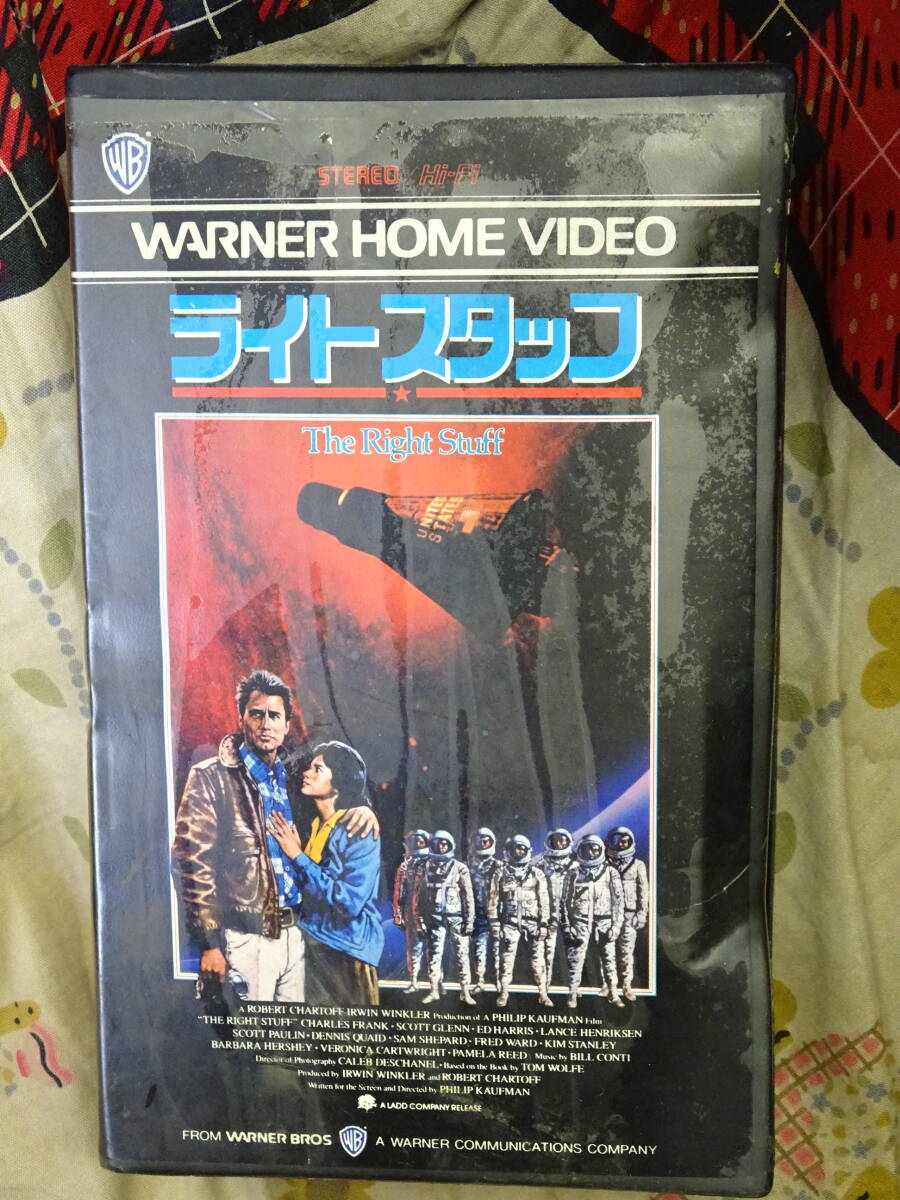 WB
STEREO Hi-Fi
WARNER HOME VIDEO
ライトスタッフ
The Right Stuff
UNITED
STATES
A ROBERT CHARTOFF-IRWIN WINKLER Production of A PHILIP KAUFMAN Film
"THE RIGHT STUFF" CHARLES FRANK · SCOTT GLENN · ED HARRIS · LANCE HENRIKSEN
SCOTT PAULIN · DENNIS QUAID · SAM SHEPARD · FRED WARD · KIM STANLEY
BARBARA HERSHEY · VERONICA CARTWRIGHT · PAMELA REED Music by BILL CONTI
Director of Photography CALEB DESCHANEL · Based on the Book by TOM WOLFE
Produced by IRWIN WINKLER and ROBERT CHARTOFF
Written for the Screen and Directed by PHILIP KAUFMAN
A LADD COMPANY RELEASE
FROM WARNER BROS WB A WARNER COMMUNICATIONS COMPANY